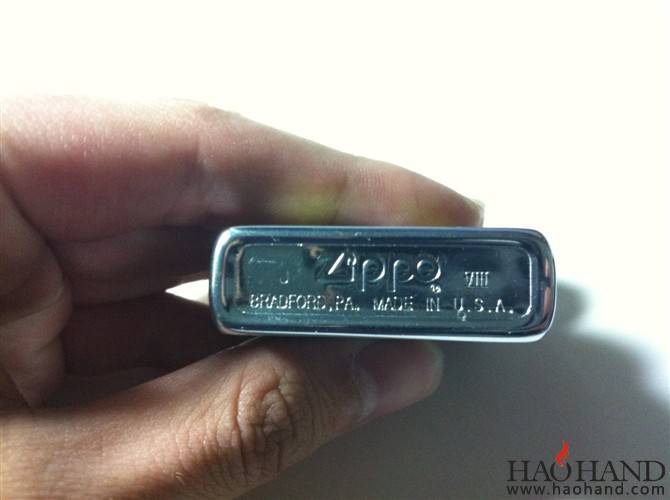 J Zippo ® VIII
BRADFORD, PA. MADE IN U.S.A.
HAOHAND
www.haohand.com